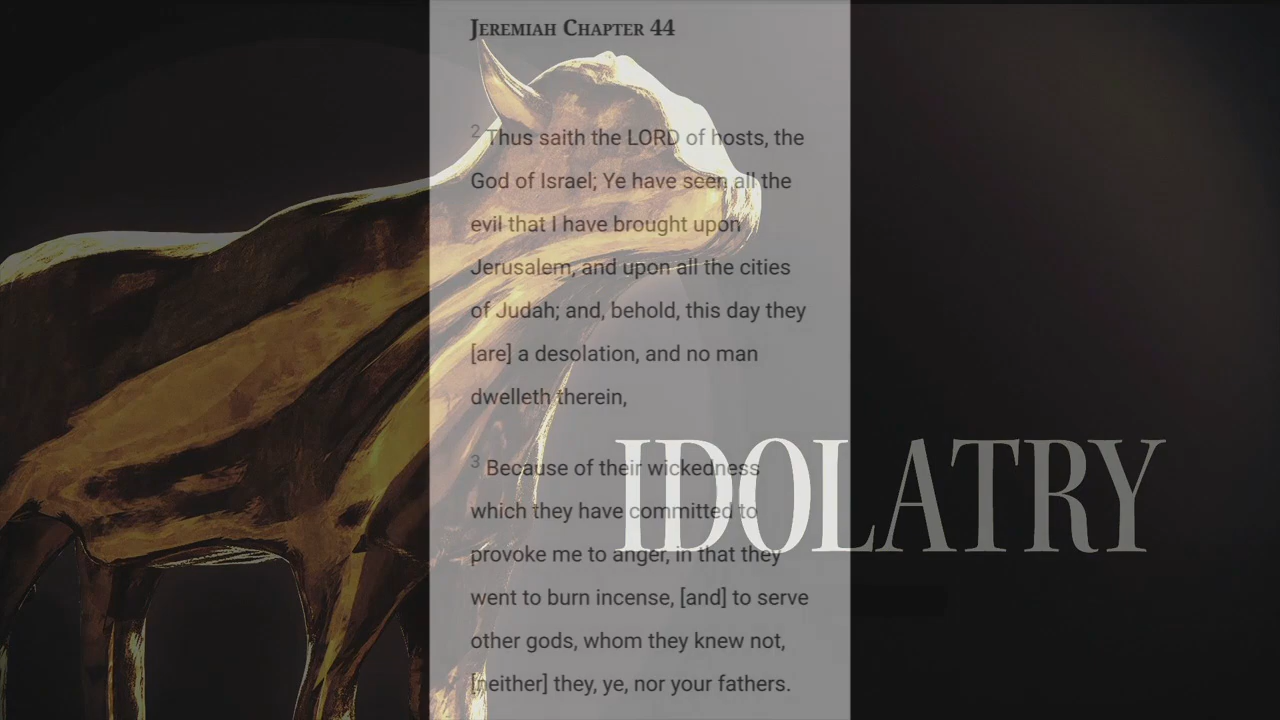 JEREMIAH CHAPTER 44
2 Thus saith the LORD of hosts, the
God of Israel; Ye have seen all the
evil that I have brought upon
Jerusalem, and upon all the cities
of Judah; and, behold, this day they
[are] a desolation, and no man
dwelleth therein,
3 Because of their wickedness
which they have committed to
provoke me to anger, in that they
went to burn incense, [and] to serve
other gods, whom they knew not,
[neither] they, ye, nor your fathers.
IDOLATRY